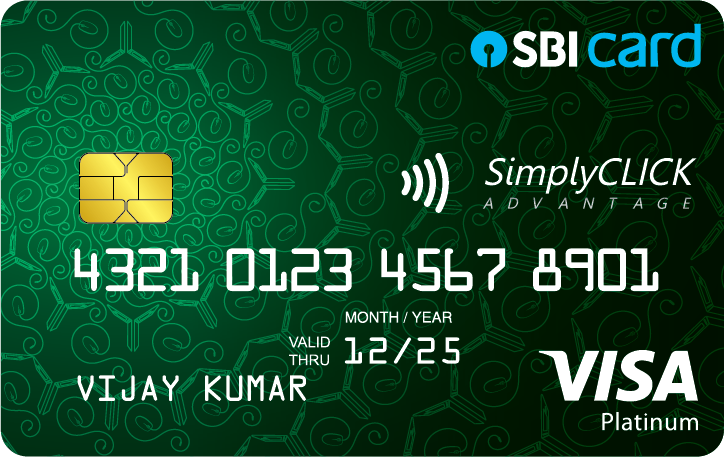 SBI card
SimplyCLICK
ADVANTAGE
4321 0123 4567 8901
MONTH / YEAR
VALID THRU 12/25
VIJAY KUMAR
VISA
Platinum